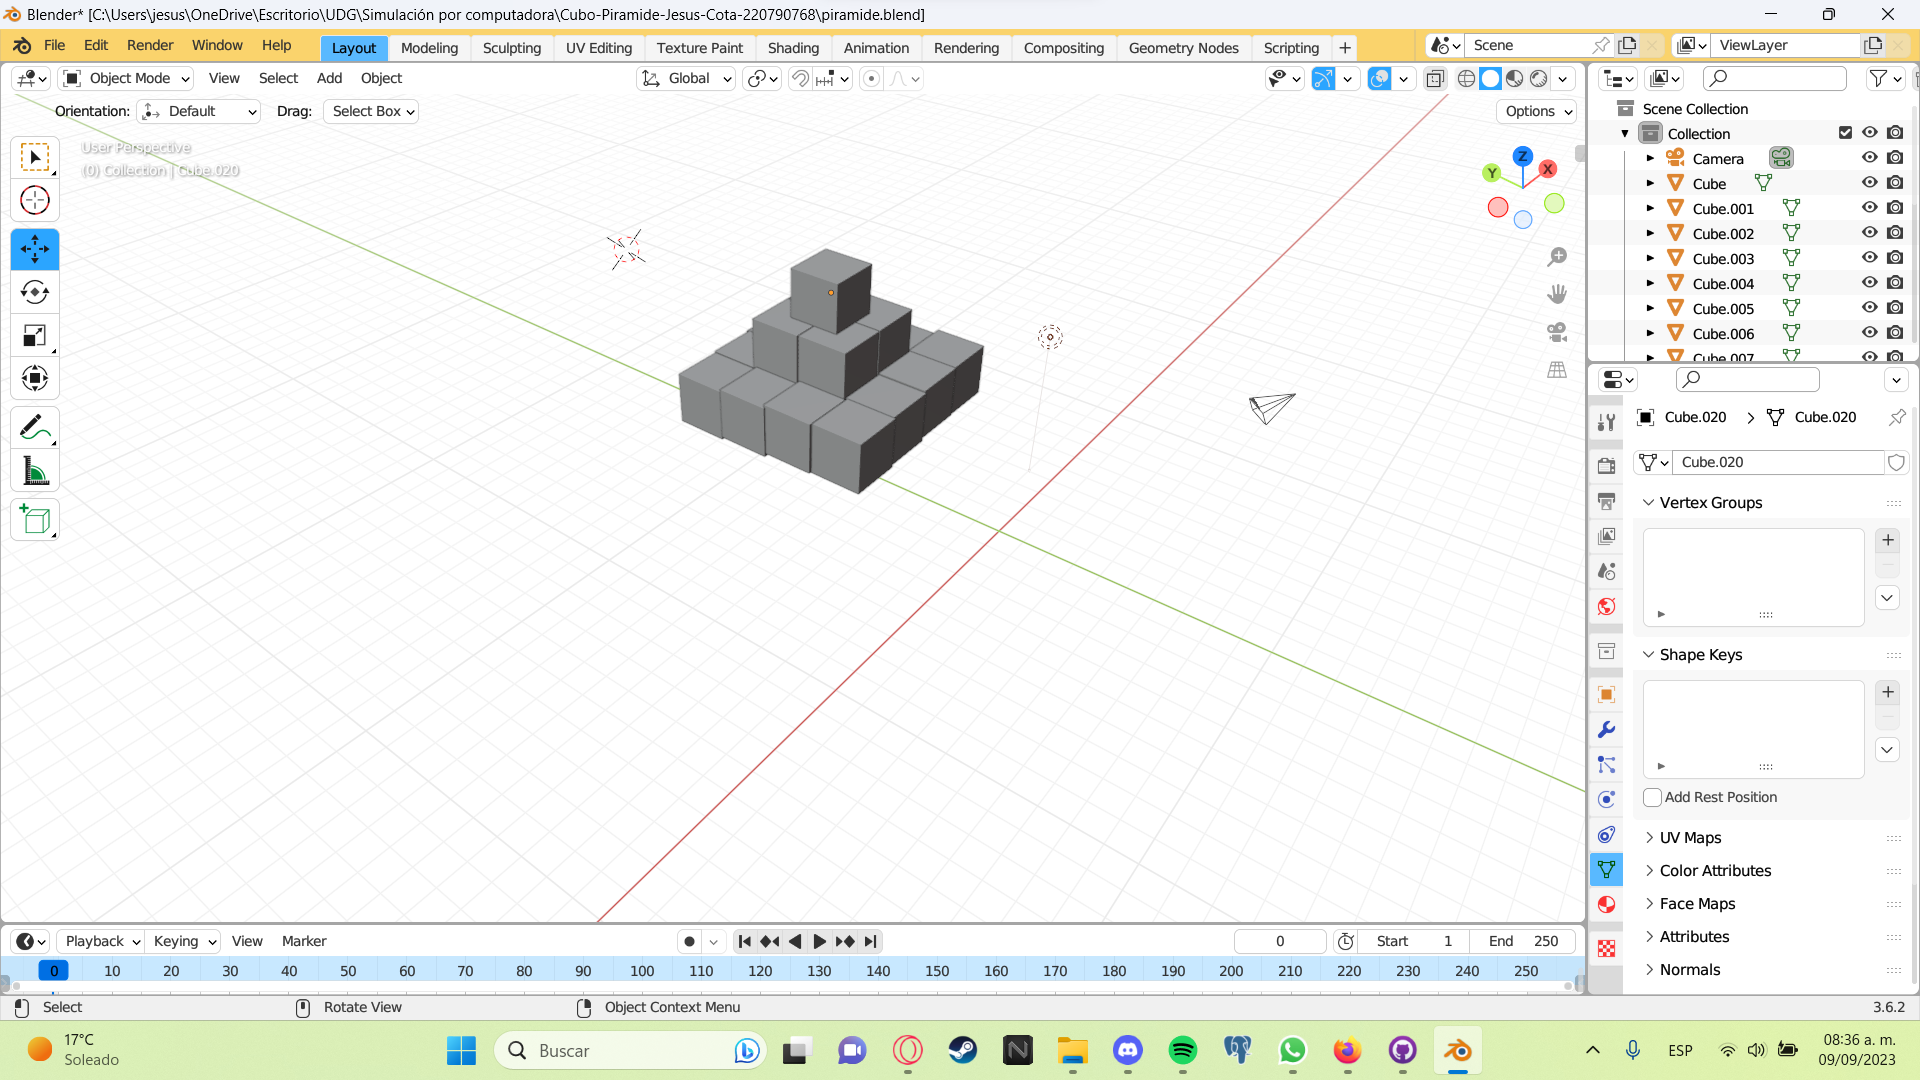 Blender* [C:\Users\jesus\OneDrive\Escritorio\UDG\Simulación por computadora\Cubo-Piramide-Jesus-Cota-220790768\piramide.blend]
File Edit Render Window Help Layout Modeling Sculpting UV Editing Texture Paint Shading Animation Rendering Compositing Geometry Nodes Scripting + Scene ViewLayer
Object Mode View Select Add Object Global
Orientation: Default Drag: Select Box Options
User Perspective
(0) Collection | Cube.020
Z
Y X
Scene Collection
Collection
Camera
Cube
Cube.001
Cube.002
Cube.003
Cube.004
Cube.005
Cube.006
Cube.007
Cube.020 Cube.020
Cube.020
Vertex Groups
Shape Keys
Add Rest Position
UV Maps
Color Attributes
Face Maps
Attributes
Normals
Playback Keying View Marker 0 Start 1 End 250
0 10 20 30 40 50 60 70 80 90 100 110 120 130 140 150 160 170 180 190 200 210 220 230 240 250
Select Rotate View Object Context Menu 3.6.2
17°C
Soleado
Buscar
ESP
08:36 a. m.
09/09/2023